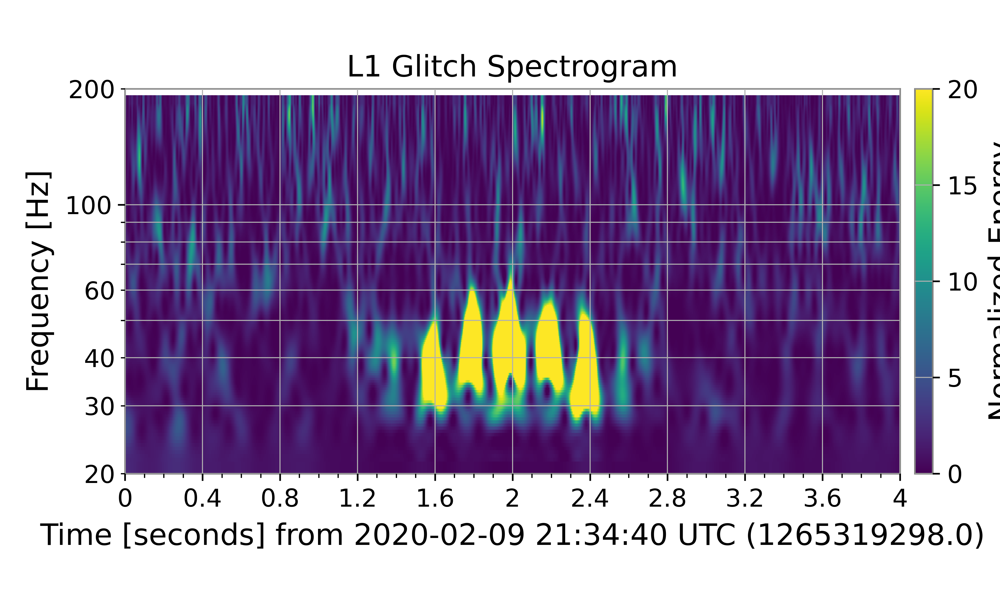 L1 Glitch Spectrogram
200
100
60
40
30
20
Frequency [Hz]
0 0.4 0.8 1.2 1.6 2 2.4 2.8 3.2 3.6 4
Time [seconds] from 2020-02-09 21:34:40 UTC (1265319298.0)
20
15
10
5
0
Normalized Energy